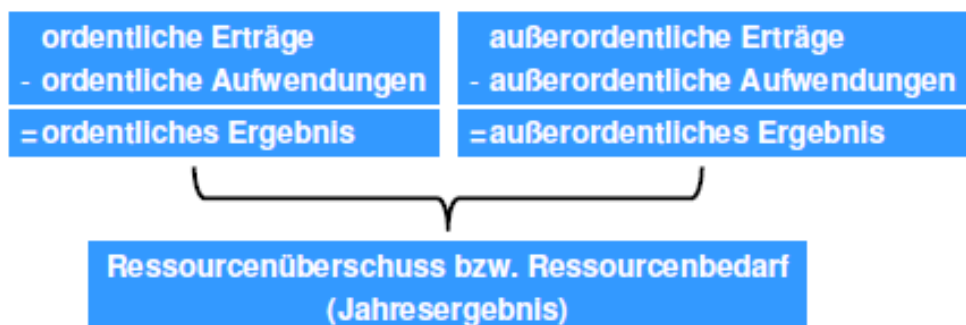 ordentliche Erträge
- ordentliche Aufwendungen
=ordentliches Ergebnis
außerordentliche Erträge
- außerordentliche Aufwendungen
=außerordentliches Ergebnis
Ressourcenüberschuss bzw. Ressourcenbedarf
(Jahresergebnis)